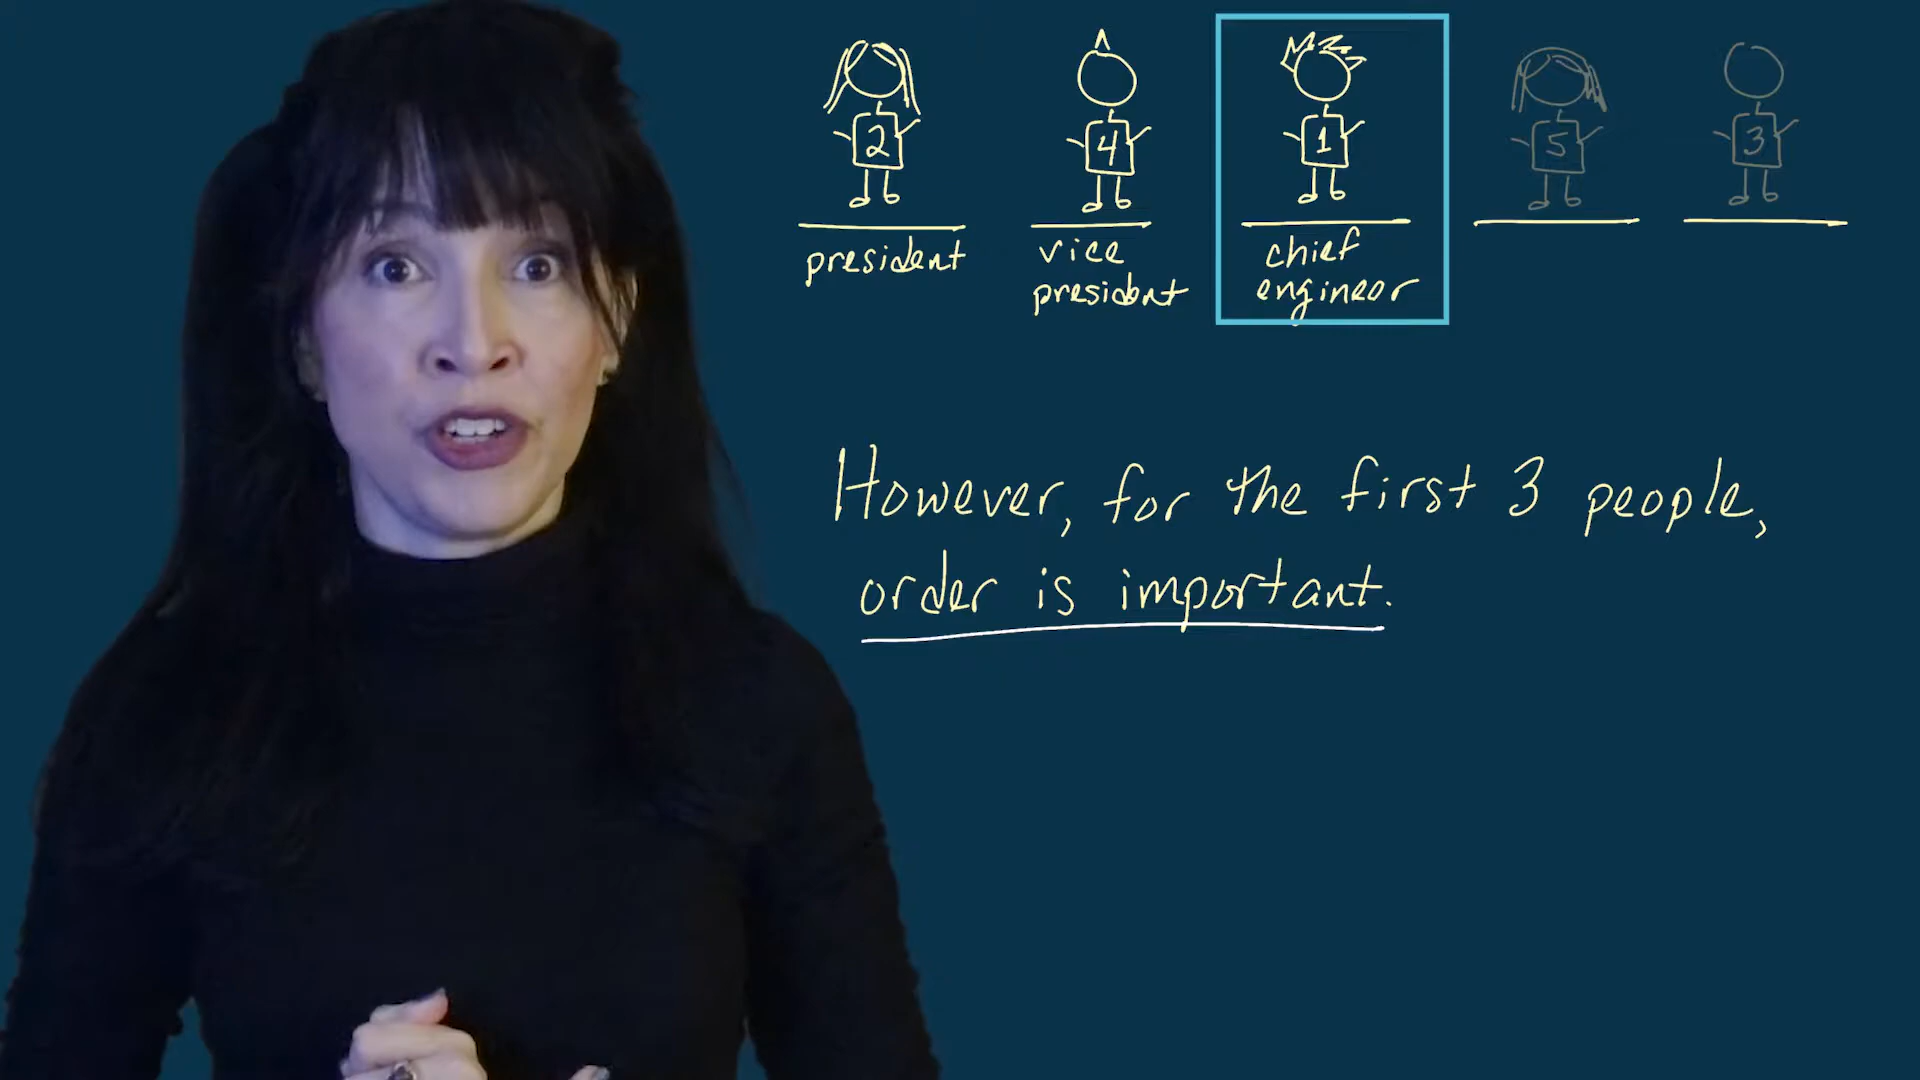 2 4 1 5 3
president
vice president
chief engineer
However, for the first 3 people,
order is important.